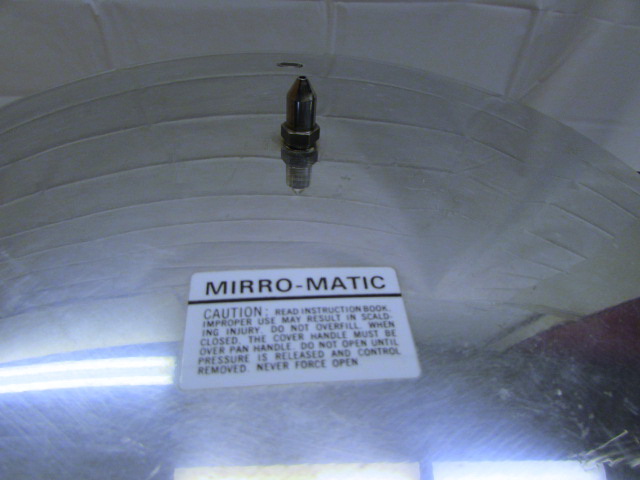 MIRRO-MATIC
CAUTION: READ INSTRUCTION BOOK.
IMPROPER USE MAY RESULT IN SCALD-
ING INJURY. DO NOT OVERFILL. WHEN
CLOSED, THE COVER HANDLE MUST BE
OVER PAN HANDLE. DO NOT OPEN UNTIL
PRESSURE IS RELEASED AND CONTROL
REMOVED. NEVER FORCE OPEN